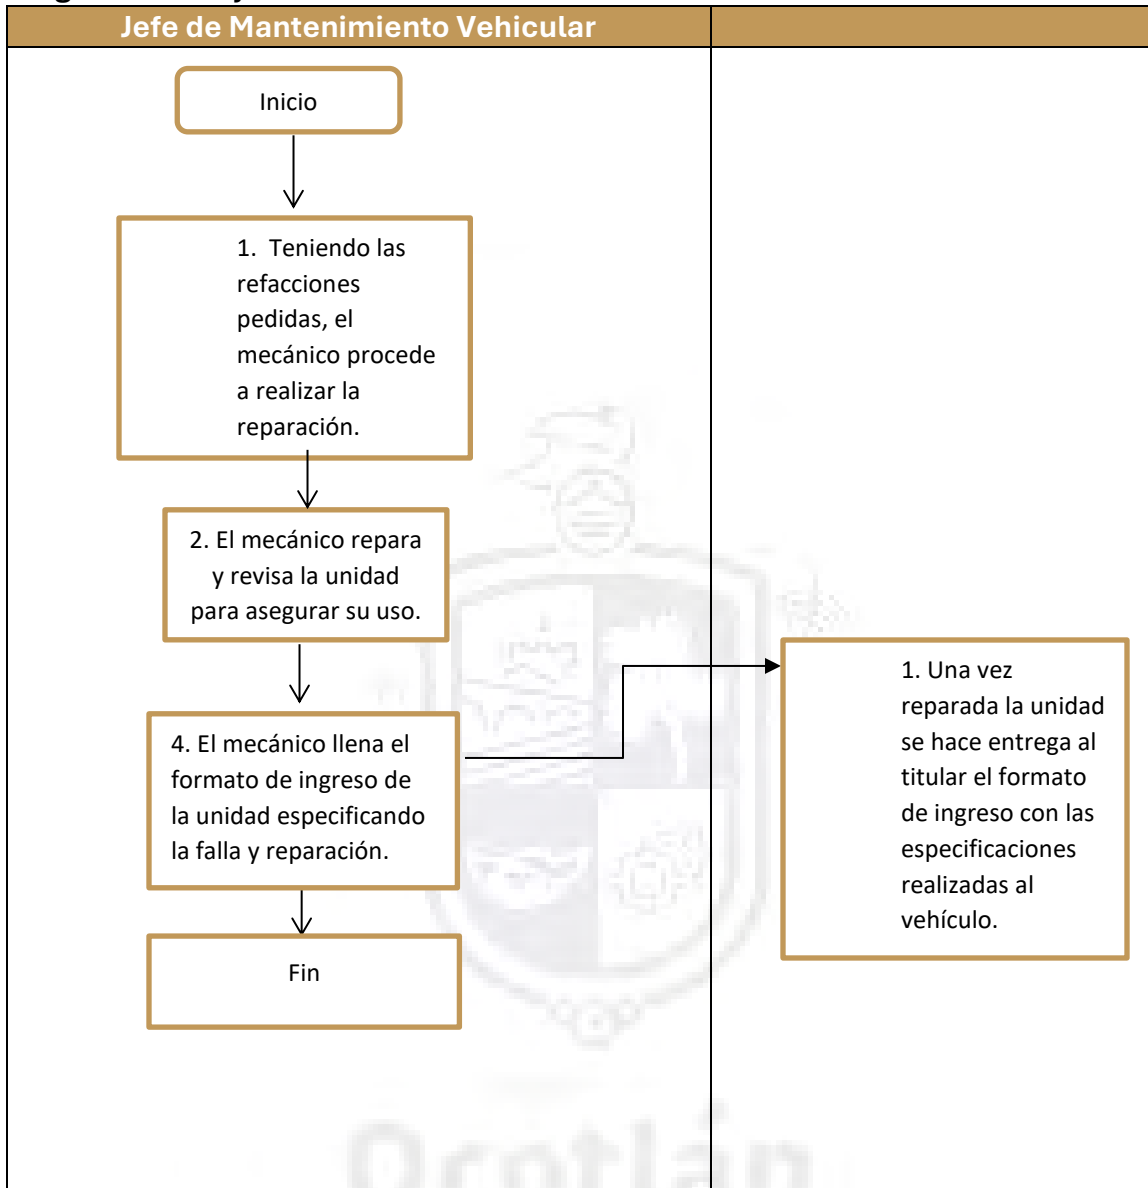 Jefe de Mantenimiento Vehicular
Inicio
1. Teniendo las
refacciones
pedidas, el
mecánico procede
a realizar la
reparación.
2. El mecánico repara
y revisa la unidad
para asegurar su uso.
4. El mecánico llena el
formato de ingreso de
la unidad especificando
la falla y reparación.
Fin
1. Una vez
reparada la unidad
se hace entrega al
titular el formato
de ingreso con las
especificaciones
realizadas al
vehículo.
Ocotlán